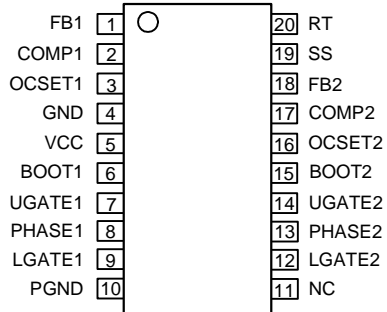 FB1 1 20 RT
COMP1 2 19 SS
OCSET1 3 18 FB2
GND 4 17 COMP2
VCC 5 16 OCSET2
BOOT1 6 15 BOOT2
UGATE1 7 14 UGATE2
PHASE1 8 13 PHASE2
LGATE1 9 12 LGATE2
PGND 10 11 NC